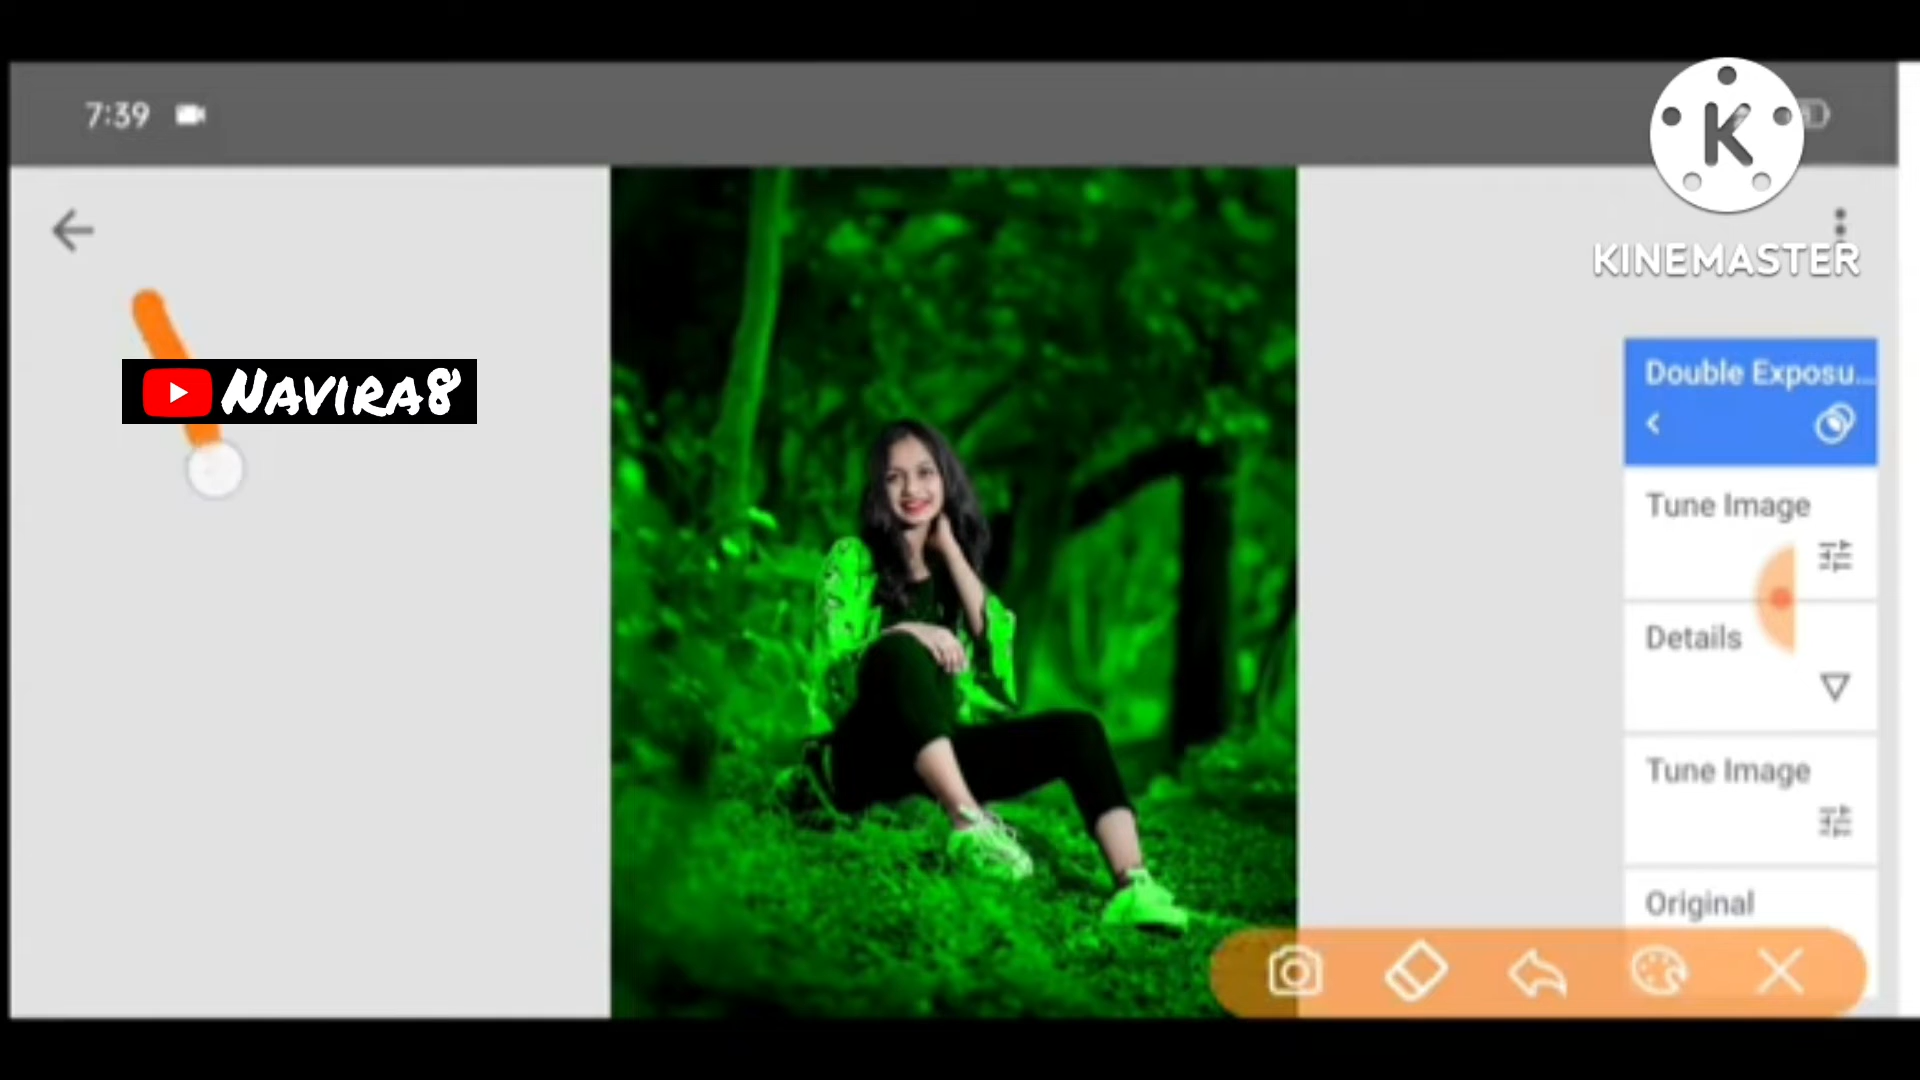 7:39
K
KINEMASTER
Navira8
Double Exposu...
Tune Image
Details
Tune Image
Original